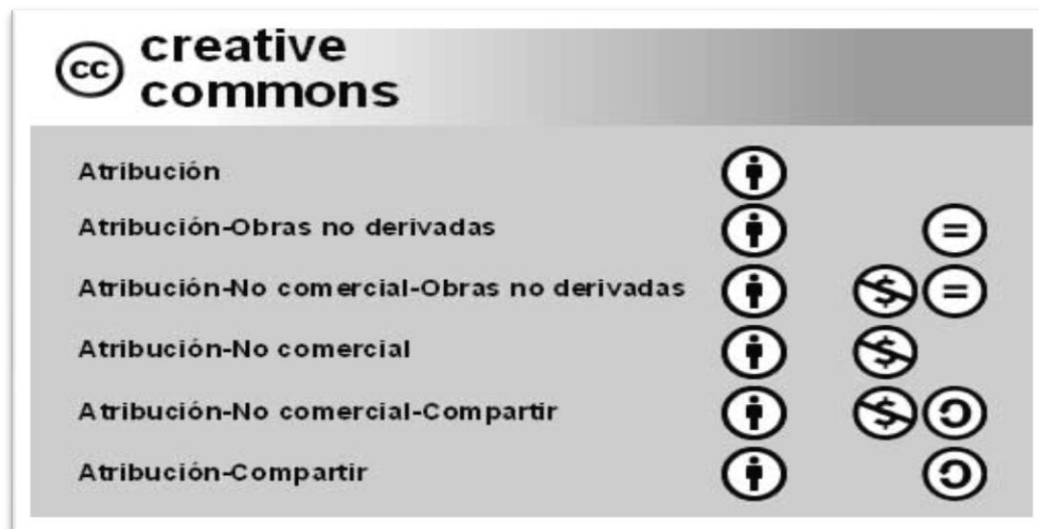 cc creative
commons
Atribución
Atribución-Obras no derivadas
=
Atribución-No comercial-Obras no derivadas
$ =
Atribución-No comercial
$
Atribución-No comercial-Compartir
$
Atribución-Compartir